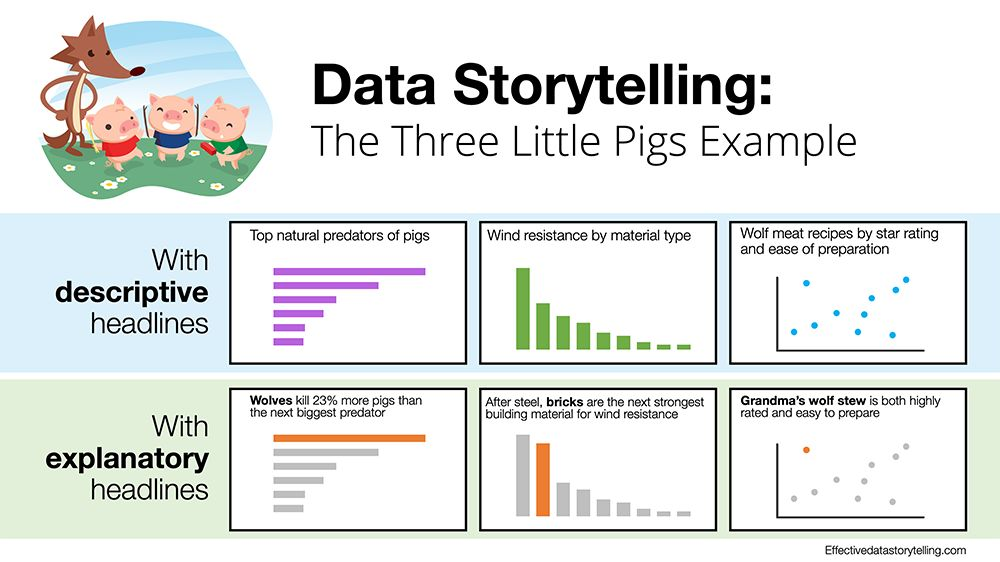 Data Storytelling:
The Three Little Pigs Example
With
descriptive
headlines
Top natural predators of pigs
Wind resistance by material type
Wolf meat recipes by star rating
and ease of preparation
With
explanatory
headlines
Wolves kill 23% more pigs than
the next biggest predator
After steel, bricks are the next strongest
building material for wind resistance
Grandma's wolf stew is both highly
rated and easy to prepare
Effectivedatastorytelling.com